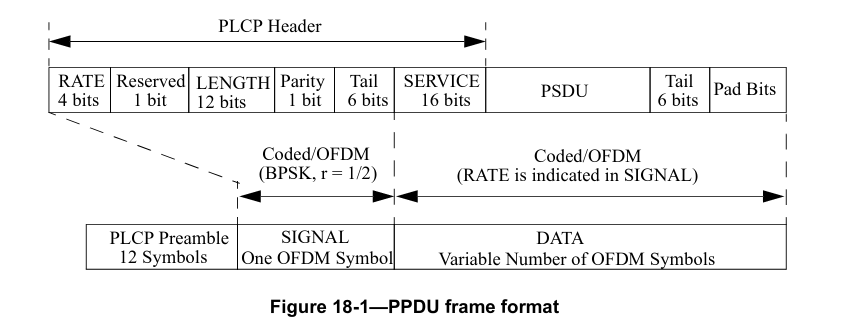 PLCP Header
RATE
4 bits
Reserved
1 bit
LENGTH
12 bits
Parity
1 bit
Tail
6 bits
SERVICE
16 bits
PSDU
Tail
6 bits
Pad Bits
Coded/OFDM
(BPSK, r = 1/2)
Coded/OFDM
(RATE is indicated in SIGNAL)
PLCP Preamble
12 Symbols
SIGNAL
One OFDM Symbol
DATA
Variable Number of OFDM Symbols
Figure 18-1—PPDU frame format